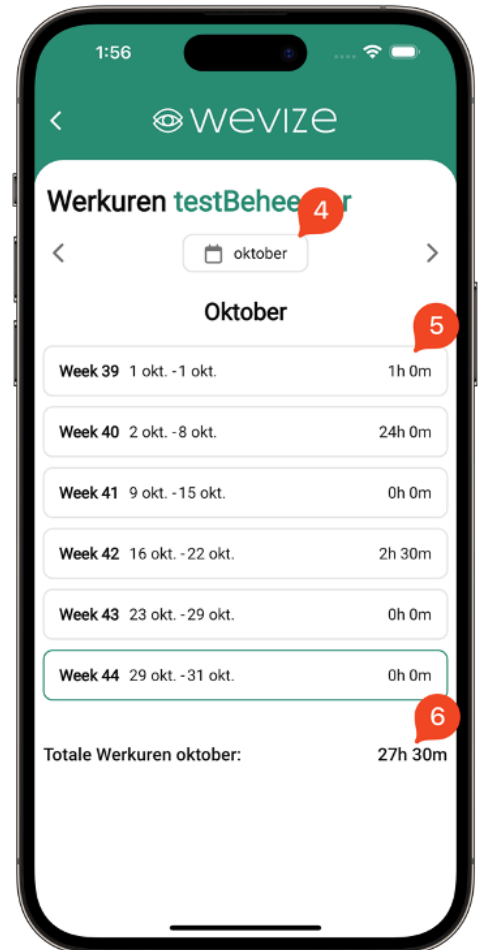 1:56
wevize
Werkuren testBehee r
4
oktober
Oktober
5
Week 39 1 okt. -1 okt. 1h 0m
Week 40 2 okt. -8 okt. 24h 0m
Week 41 9 okt. -15 okt. 0h 0m
Week 42 16 okt. -22 okt. 2h 30m
Week 43 23 okt. -29 okt. 0h 0m
Week 44 29 okt. -31 okt. 0h 0m
6
Totale Werkuren oktober: 27h 30m